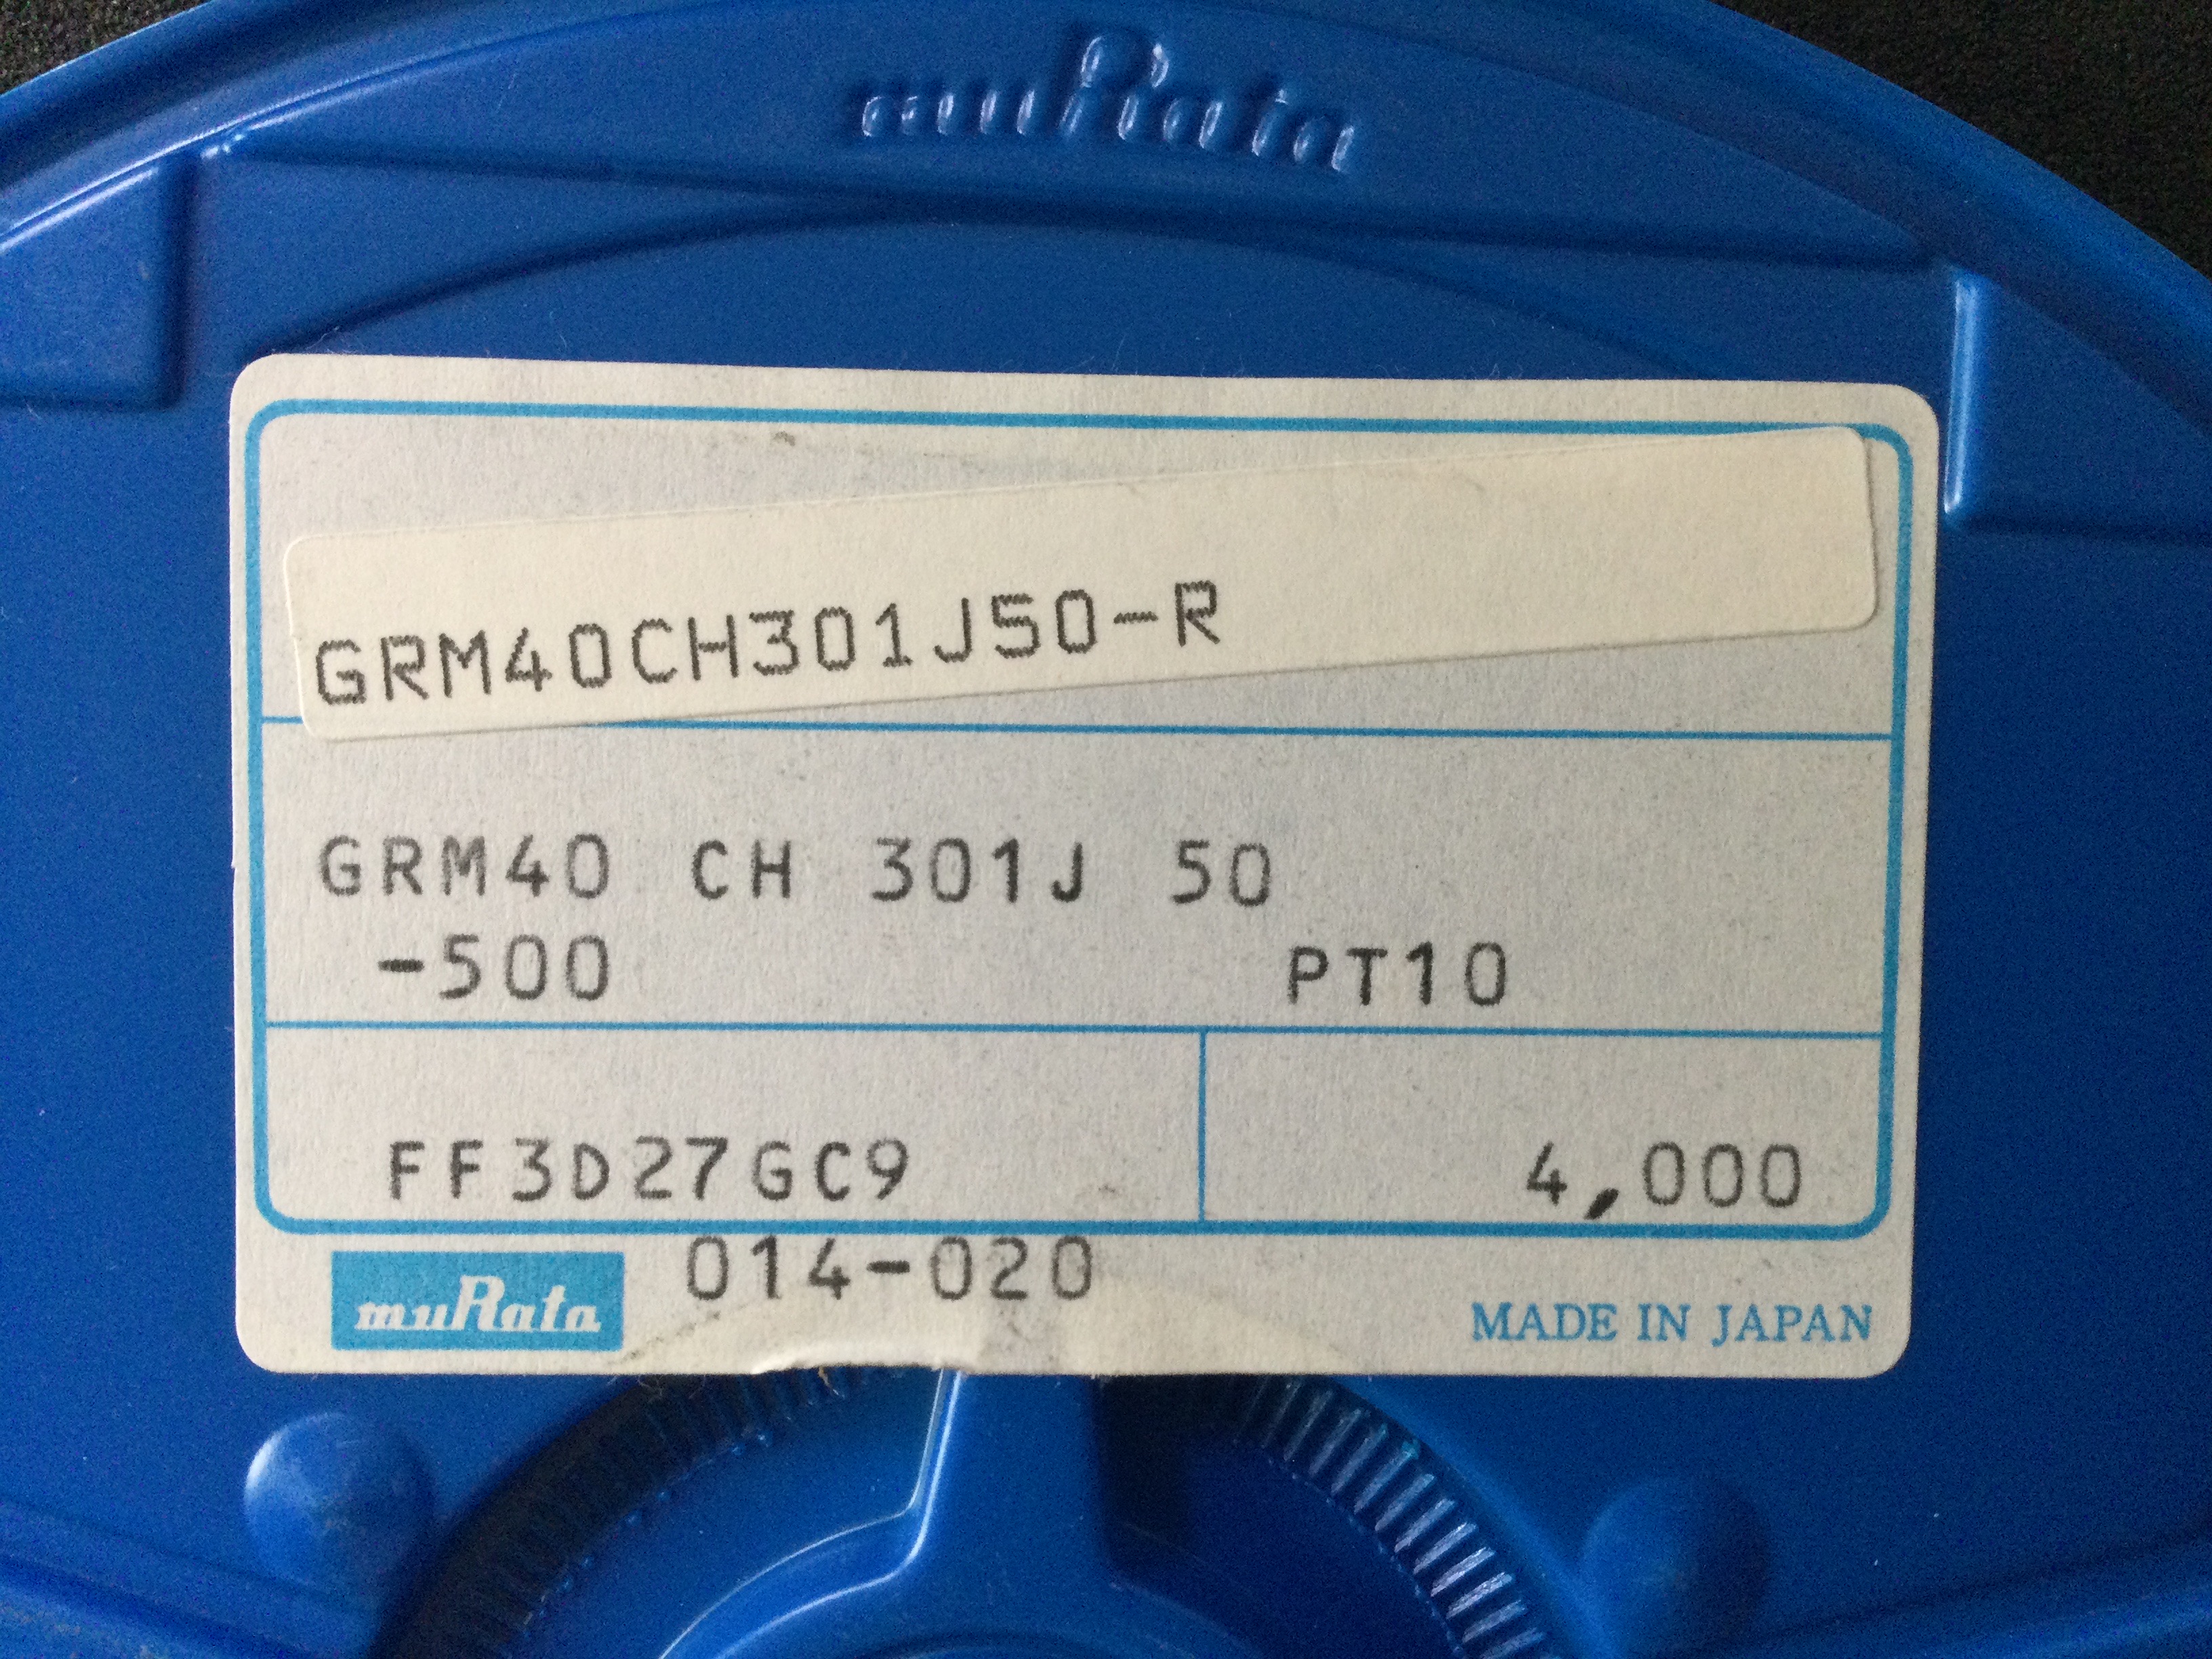 muRata
GRM40CH301J50-R
GRM40 CH 301J 50
-500 PT10
FF3D27GC9 4,000
014-020
muRata MADE IN JAPAN